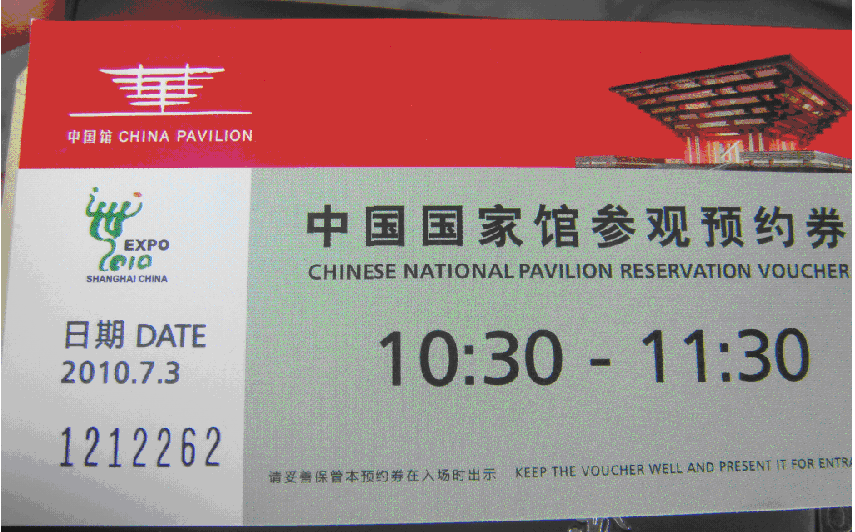 中国馆 CHINA PAVILION
EXPO
2010
SHANGHAI CHINA
中国国家馆参观预约券
CHINESE NATIONAL PAVILION RESERVATION VOUCHER
日期 DATE
2010.7.3
10:30 - 11:30
1212262
请妥善保管本预约券在入场时出示 KEEP THE VOUCHER WELL AND PRESENT IT FOR